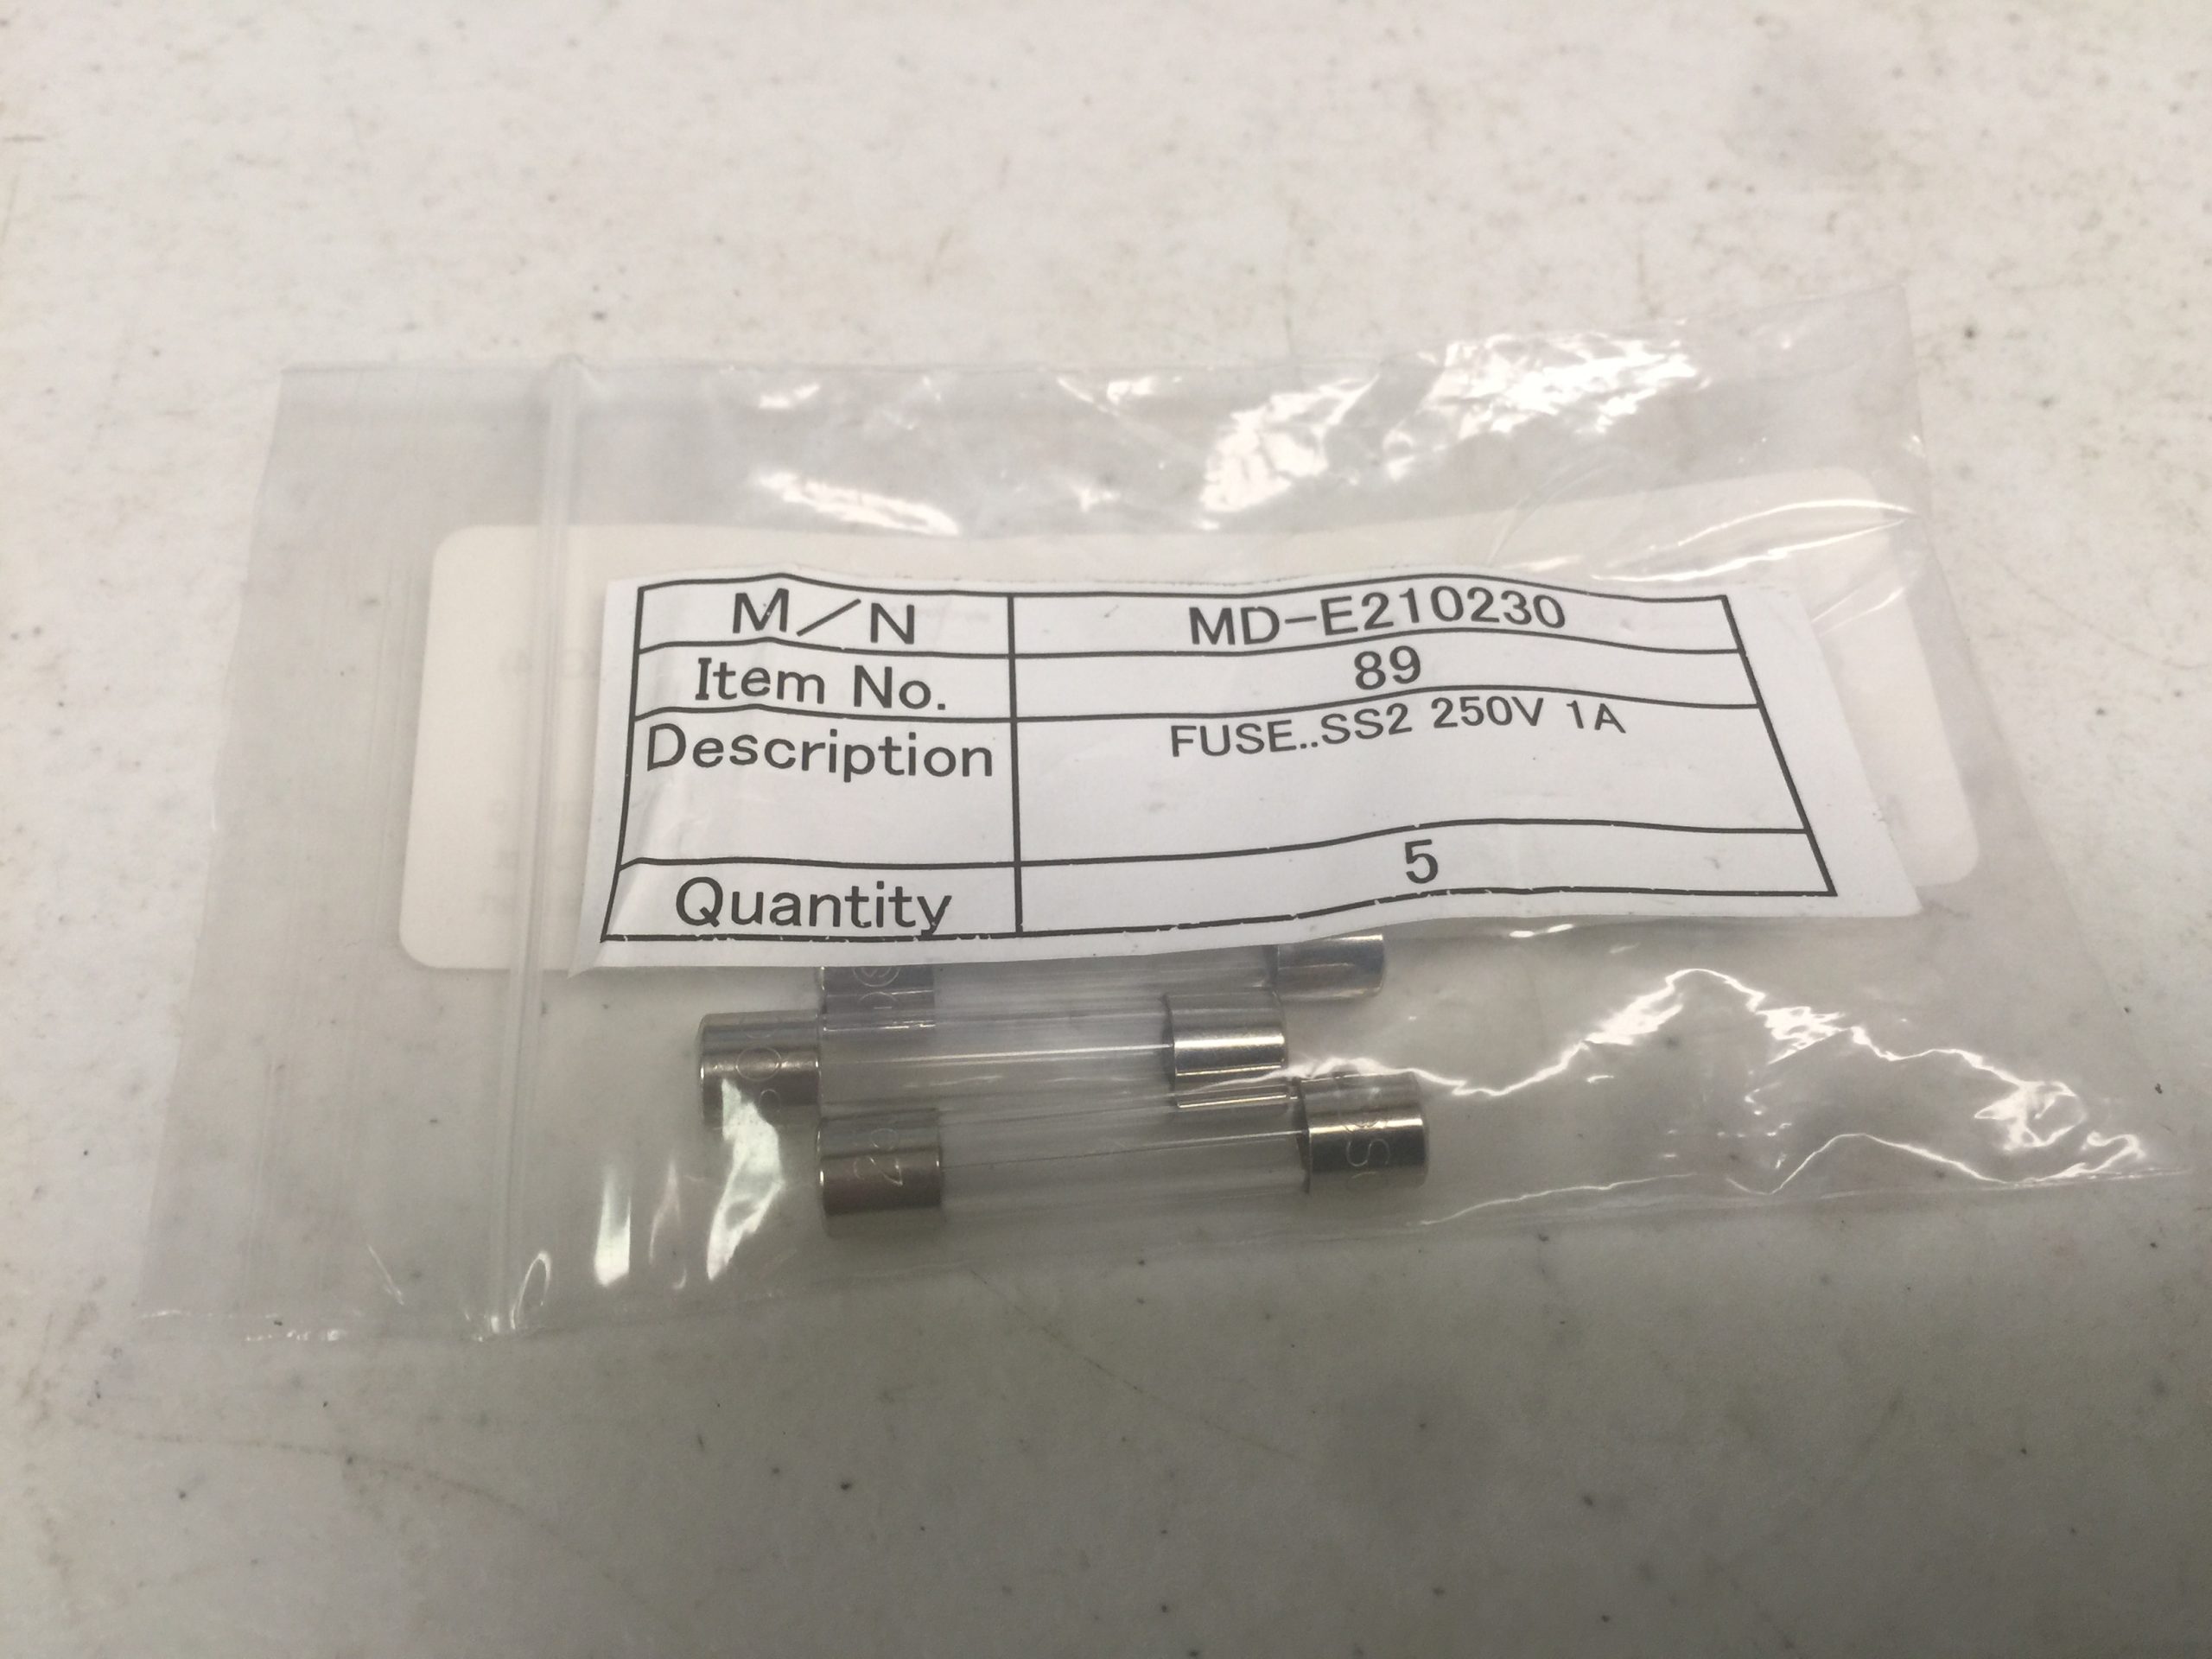 M/N MD-E210230
Item No. 89
Description FUSE..SS2 250V 1A
Quantity 5